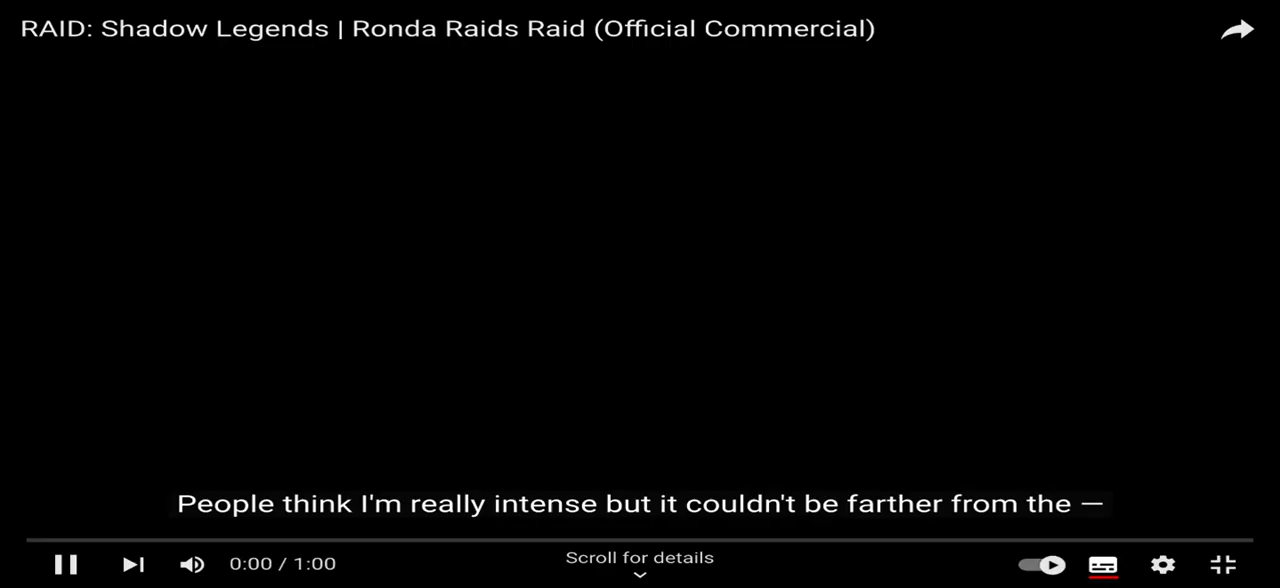 RAID: Shadow Legends | Ronda Raids Raid (Official Commercial)
People think I'm really intense but it couldn't be farther from the —
0:00 / 1:00
Scroll for details